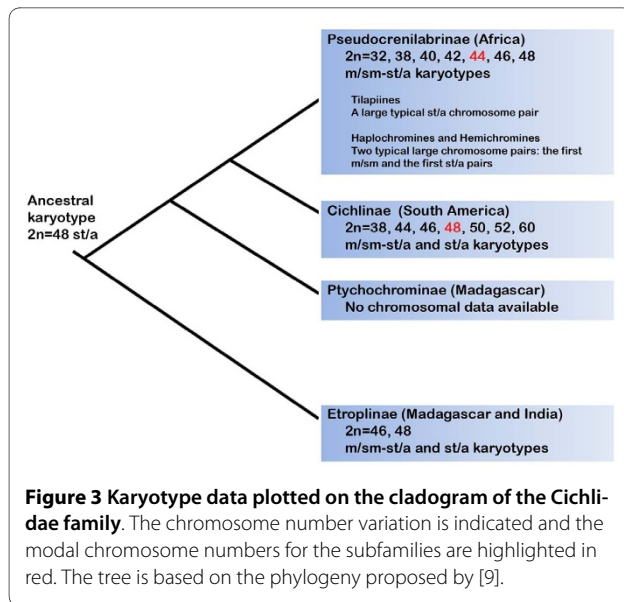 Pseudocrenilabrinae (Africa)
2n=32, 38, 40, 42, 44, 46, 48
m/sm-st/a karyotypes
Tilapiines
A large typical st/a chromosome pair
Haplochromines and Hemichromines
Two typical large chromosome pairs: the first
m/sm and the first st/a pairs
Ancestral
karyotype
2n=48 st/a
Cichlinae (South America)
2n=38, 44, 46, 48, 50, 52, 60
m/sm-st/a and st/a karyotypes
Ptychochrominae (Madagascar)
No chromosomal data available
Etroplinae (Madagascar and India)
2n=46, 48
m/sm-st/a and st/a karyotypes
Figure 3 Karyotype data plotted on the cladogram of the Cichli-
dae family. The chromosome number variation is indicated and the
modal chromosome numbers for the subfamilies are highlighted in
red. The tree is based on the phylogeny proposed by [9].